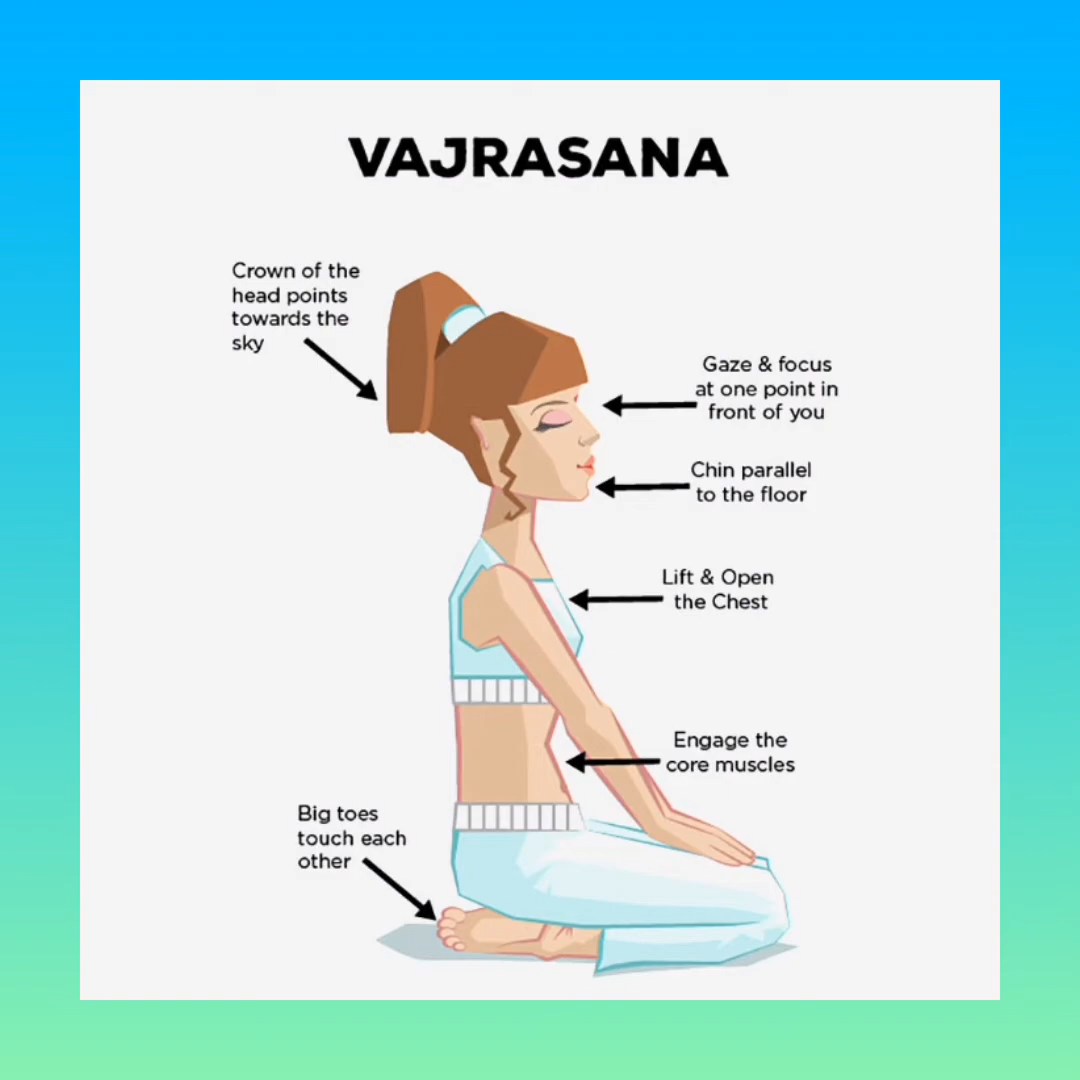 VAJRASANA
Crown of the
head points
towards the
sky
Gaze & focus
at one point in
front of you
Chin parallel
to the floor
Lift & Open
the Chest
Engage the
core muscles
Big toes
touch each
other